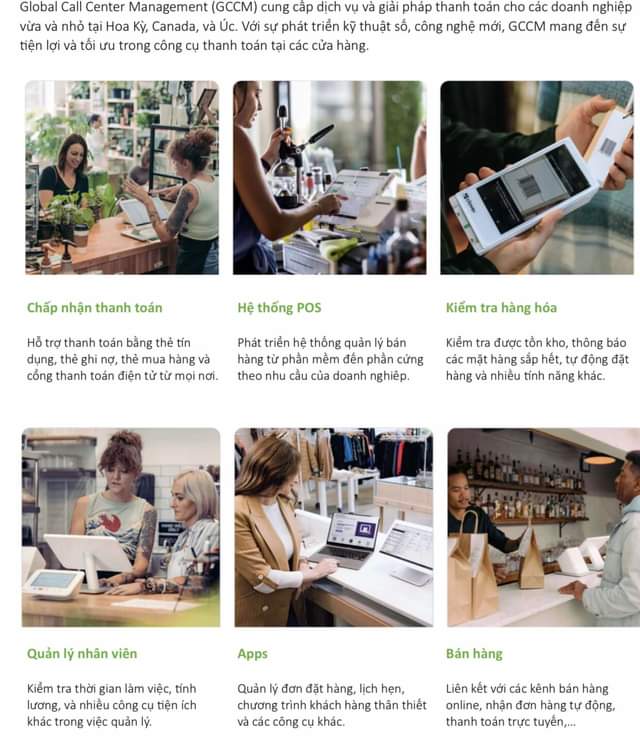 Global Call Center Management (GCCM) cung cấp dịch vụ và giải pháp thanh toán cho các doanh nghiệp
vừa và nhỏ tại Hoa Kỳ, Canada, và Úc. Với sự phát triển kỹ thuật số, công nghệ mới, GCCM mang đến sự
tiện lợi và tối ưu trong công cụ thanh toán tại các cửa hàng.
Chấp nhận thanh toán
Hỗ trợ thanh toán bằng thẻ tín
dụng, thẻ ghi nợ, thẻ mua hàng và
cổng thanh toán điện tử từ mọi nơi.
Hệ thống POS
Phát triển hệ thống quản lý bán
hàng từ phần mềm đến phần cứng
theo nhu cầu của doanh nghiêp.
Kiểm tra hàng hóa
Kiểm tra được tồn kho, thông báo
các mặt hàng sắp hết, tự động đặt
hàng và nhiều tính năng khác.
Quản lý nhân viên
Kiểm tra thời gian làm việc, tính
lương, và nhiều công cụ tiện ích
khác trong việc quản lý.
Apps
Quản lý đơn đặt hàng, lịch hẹn,
chương trình khách hàng thân thiết
và các công cụ khác.
Bán hàng
Liên kết với các kênh bán hàng
online, nhận đơn hàng tự động,
thanh toán trực tuyến,...